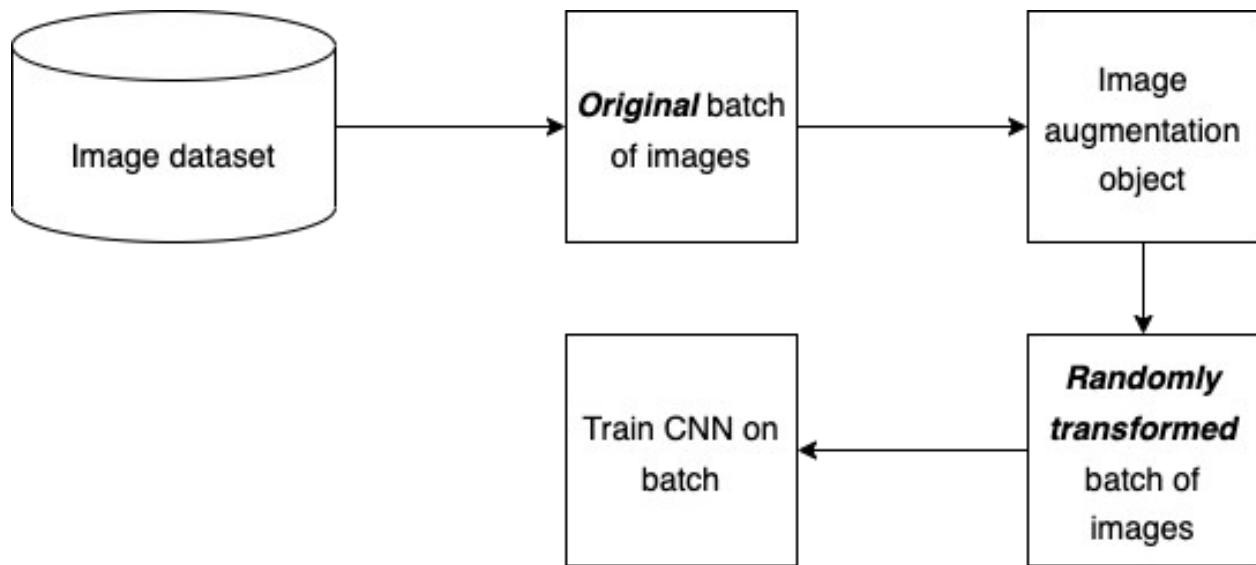 Image dataset
Original batch
of images
Image
augmentation
object
Randomly
transformed
batch of
images
Train CNN on
batch